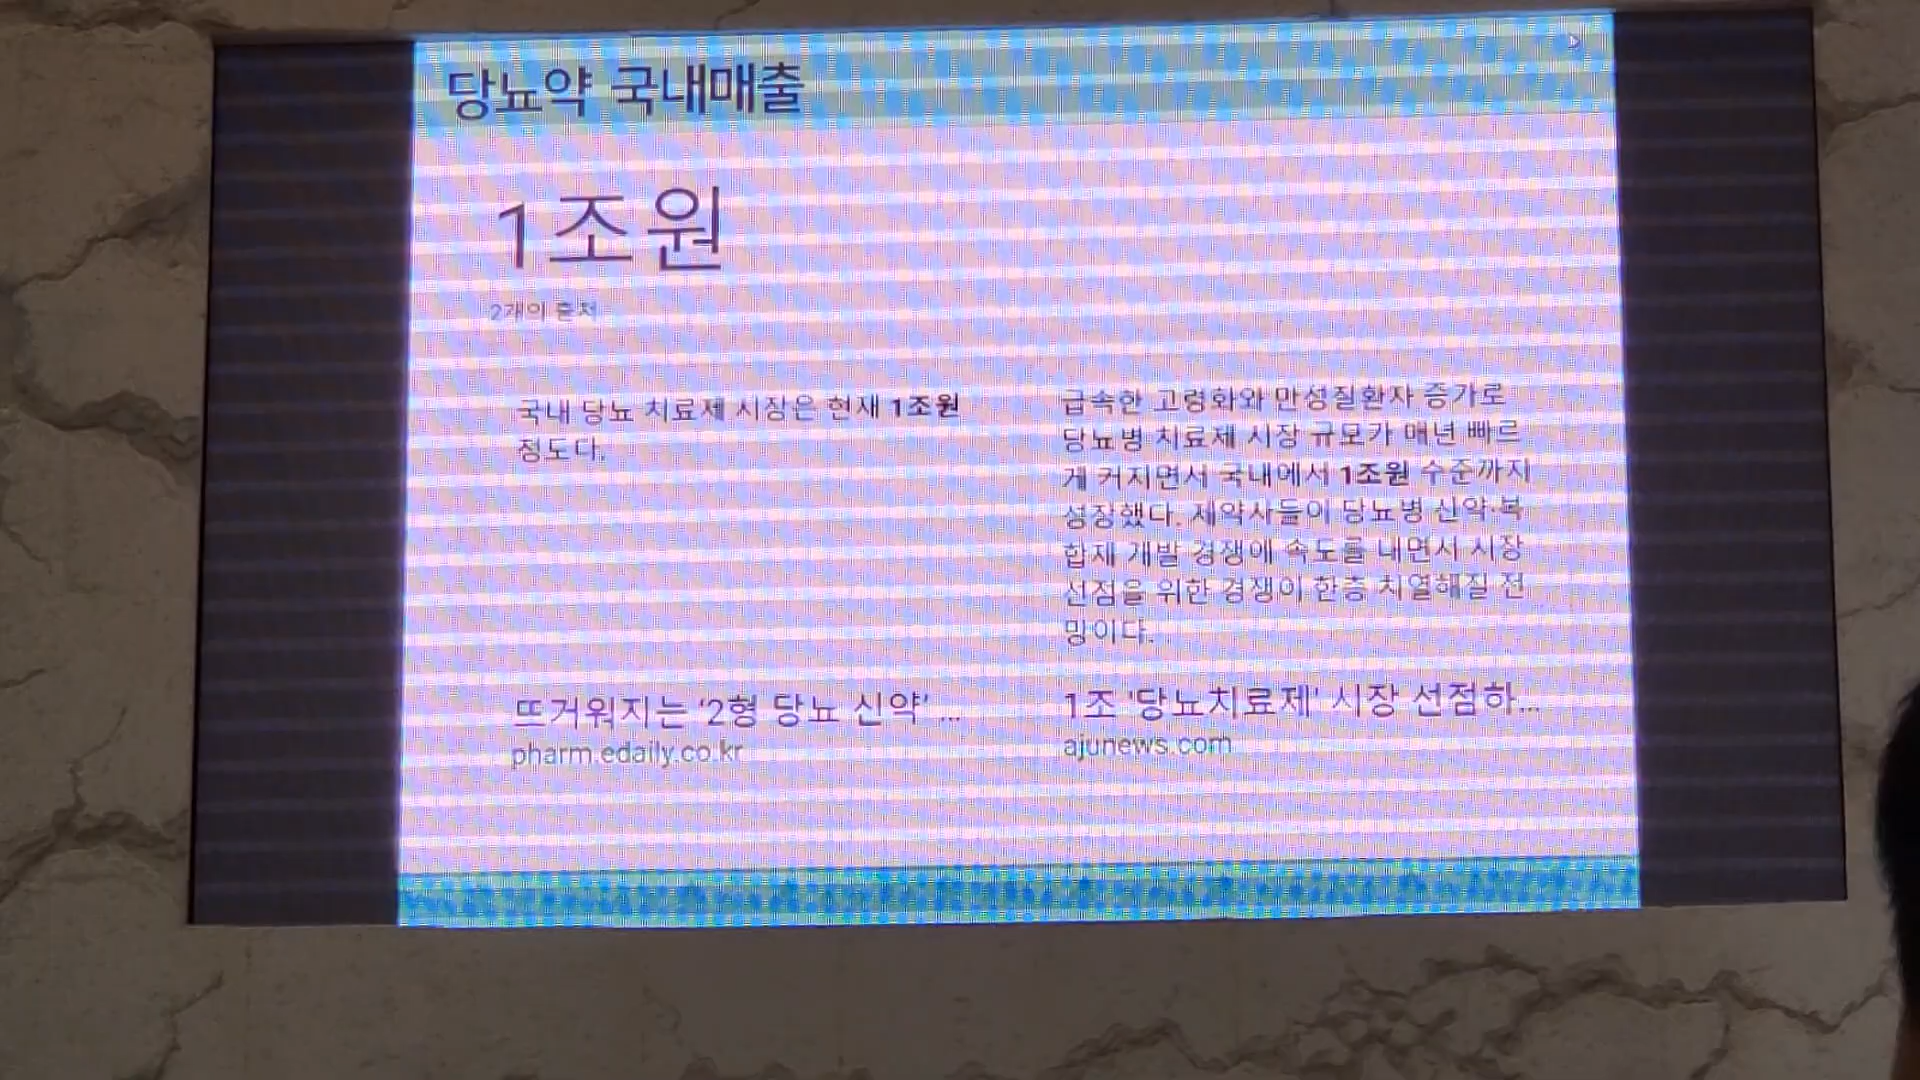 당뇨약 국내매출
1조원
2개의 출처
국내 당뇨 치료제 시장은 현재 1조원
정도다.
급속한 고령화와 만성질환자 증가로
당뇨병 치료제 시장 규모가 매년 빠르
게 커지면서 국내에서 1조원 수준까지
성장했다. 제약사들이 당뇨병 신약·복
합제 개발 경쟁에 속도를 내면서 시장
선점을 위한 경쟁이 한층 치열해질 전
망이다.
뜨거워지는 '2형 당뇨 신약' ...
pharm.edaily.co.kr
1조 '당뇨치료제' 시장 선점하...
ajunews.com